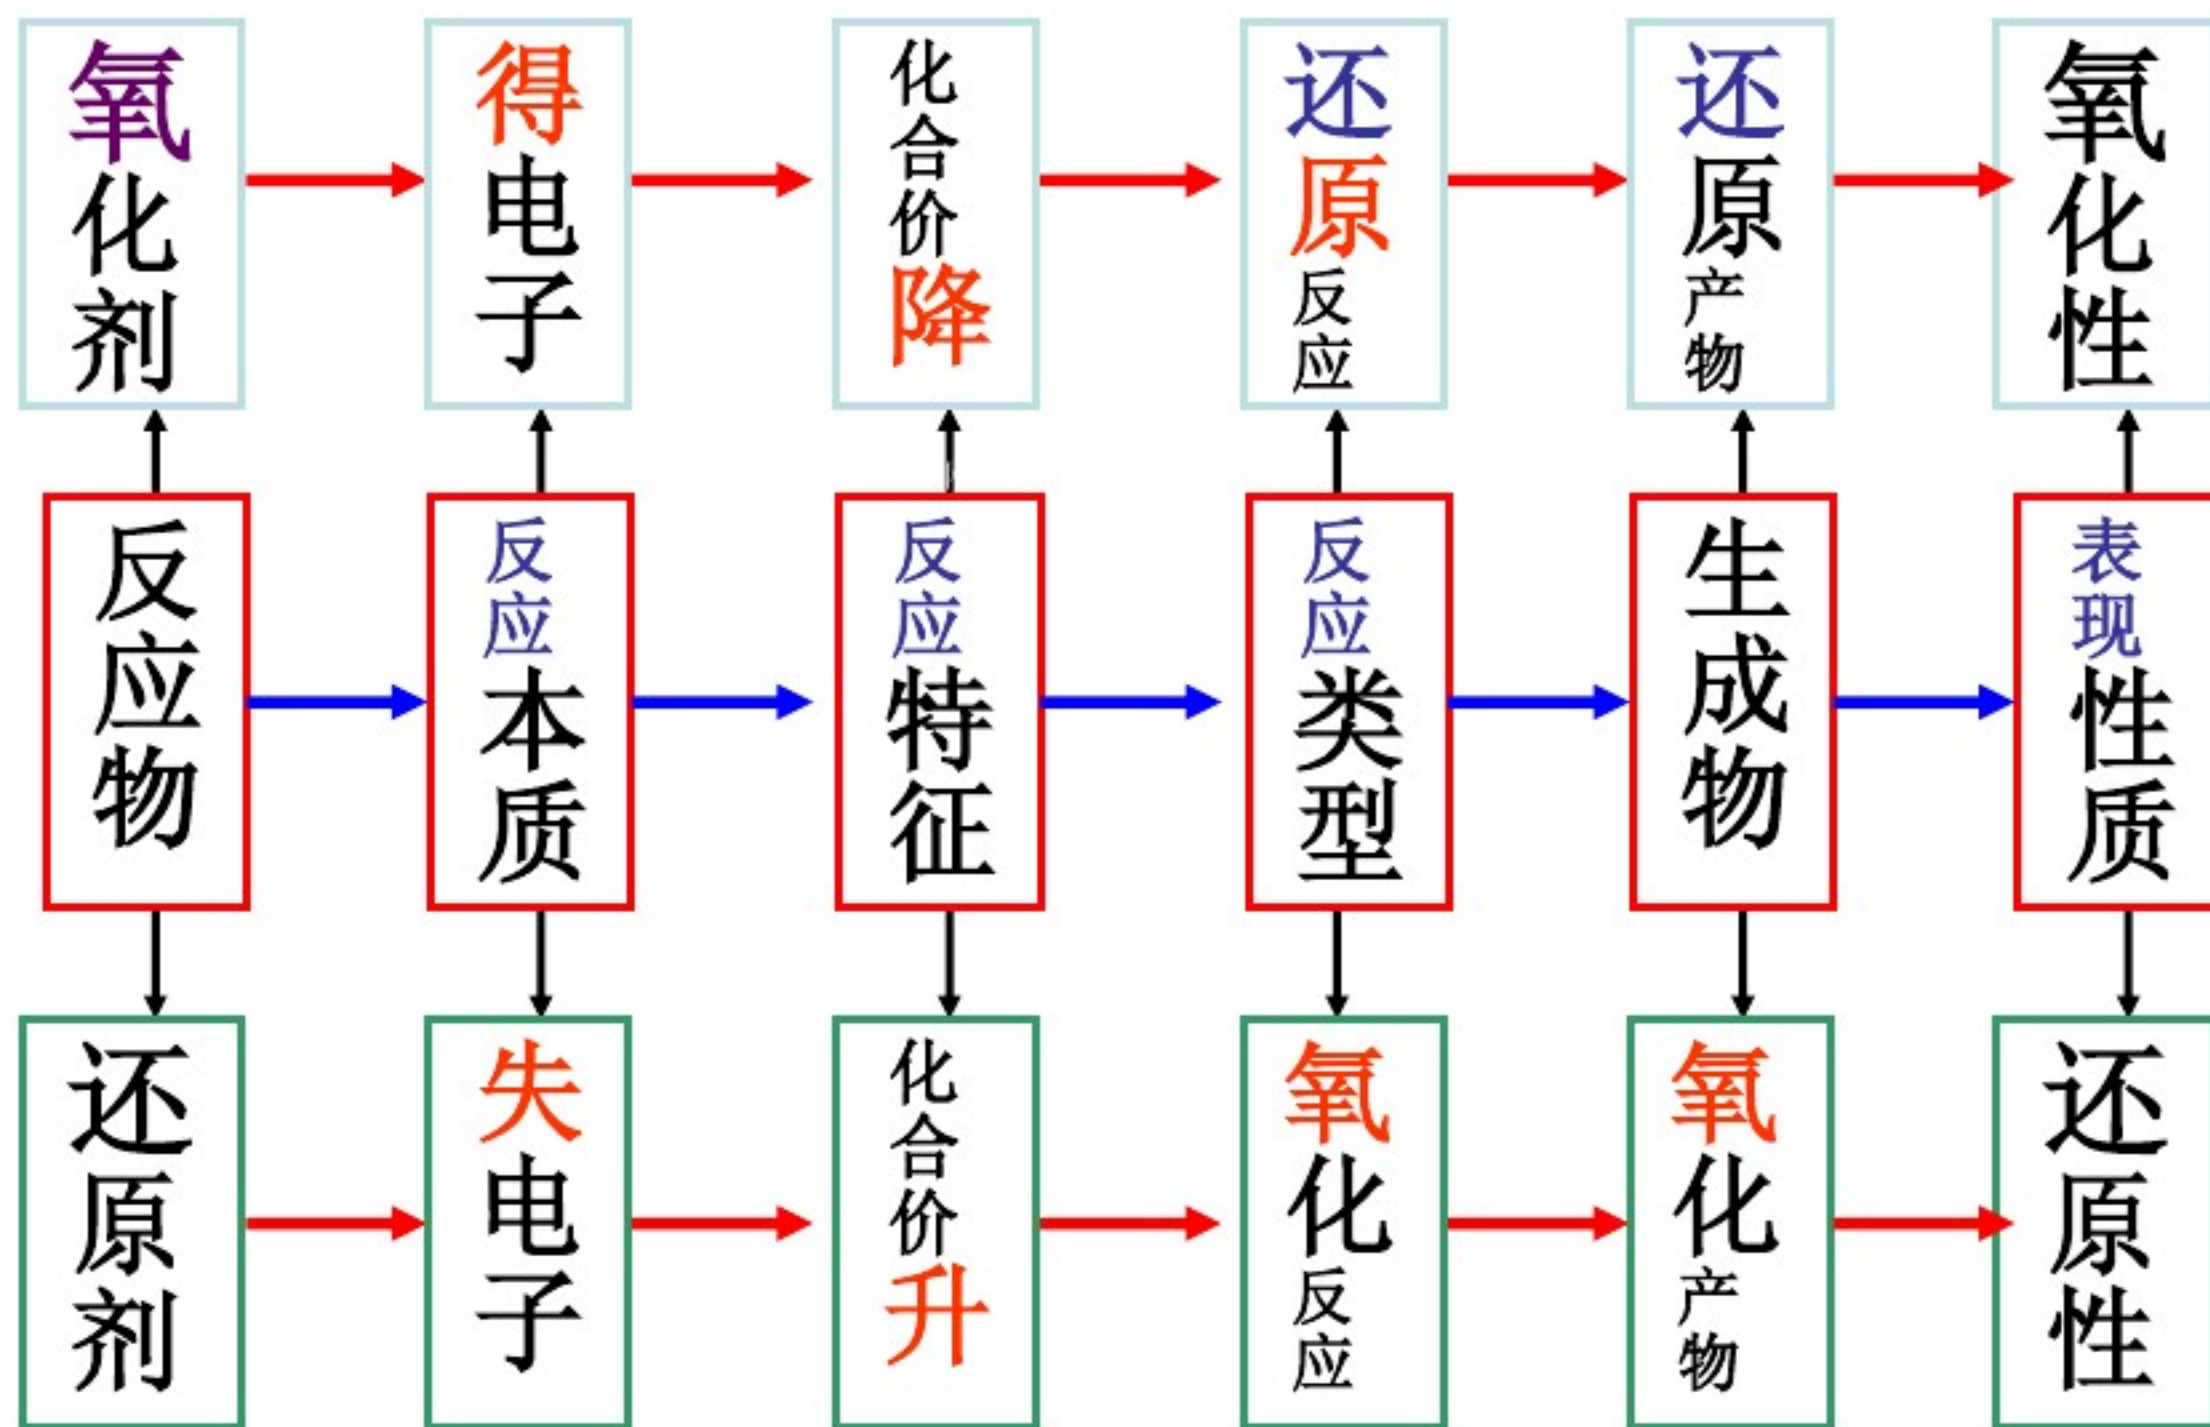 氧化剂
得电子
化合价降
还原反应
还原产物
氧化性
反应物
反应本质
反应特征
反应类型
生成物
表现性质
还原剂
失电子
化合价升
氧化反应
氧化产物
还原性